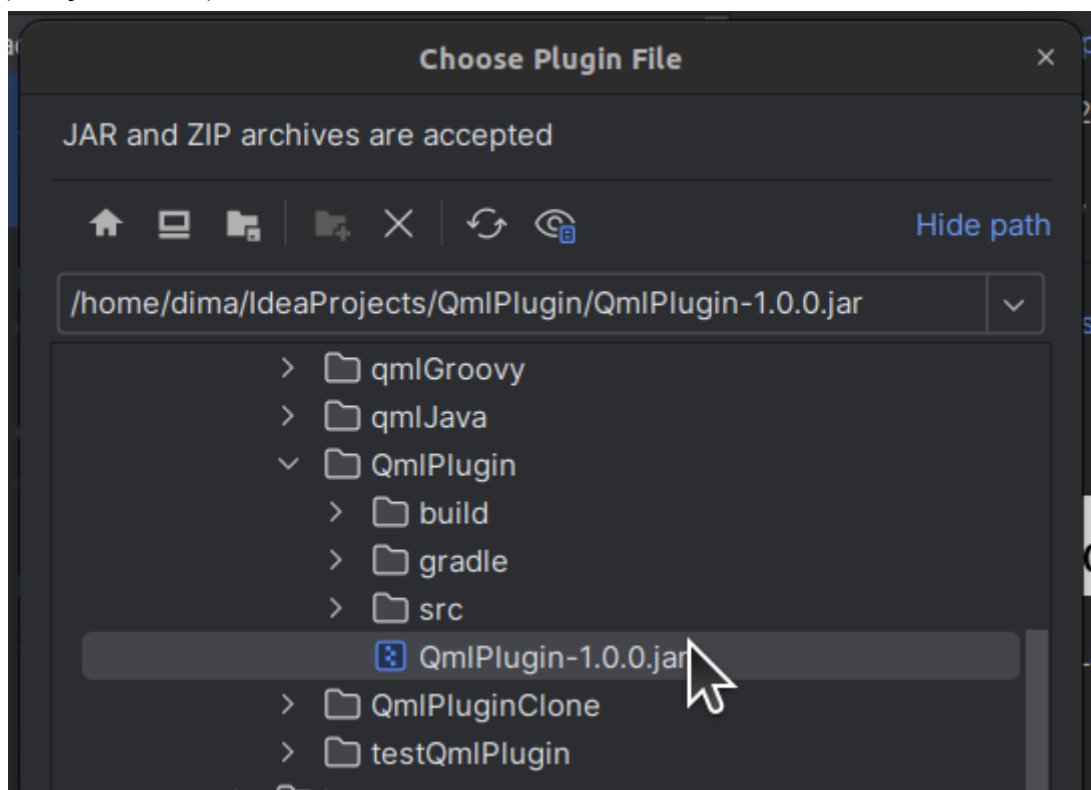 Choose Plugin File
JAR and ZIP archives are accepted
Hide path
/home/dima/IdeaProjects/QmlPlugin/QmlPlugin-1.0.0.jar
qmlGroovy
qmlJava
QmlPlugin
build
gradle
src
QmlPlugin-1.0.0.jar
QmlPluginClone
testQmlPlugin